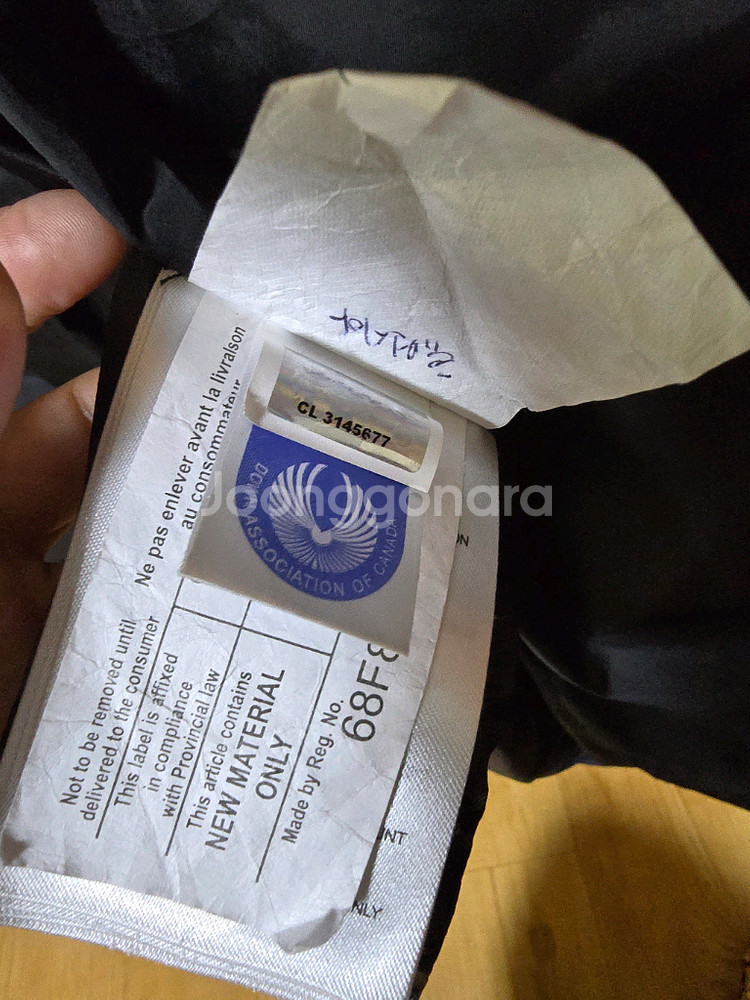 CL 3145677
DOWN ASSOCIATION OF CANADA
Joonggonara
Ne pas enlever avant la livraison
au consommateur
Not to be removed until
delivered to the consumer
This label is affixed
in compliance
with Provincial law
This article contains
NEW MATERIAL
ONLY
Made by Reg. No.
68F8